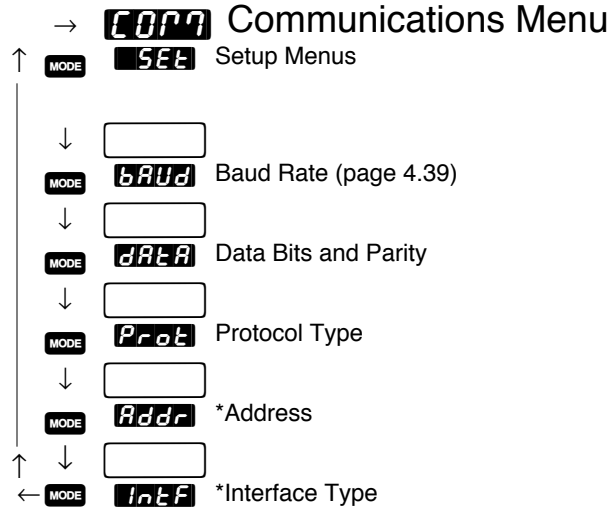 → COM Communications Menu
↑ MODE SEt Setup Menus
↓
MODE bAUd Baud Rate (page 4.39)
↓
MODE dAtA Data Bits and Parity
↓
MODE Prot Protocol Type
↓
MODE Addr *Address
↑ ↓
← MODE IntF *Interface Type